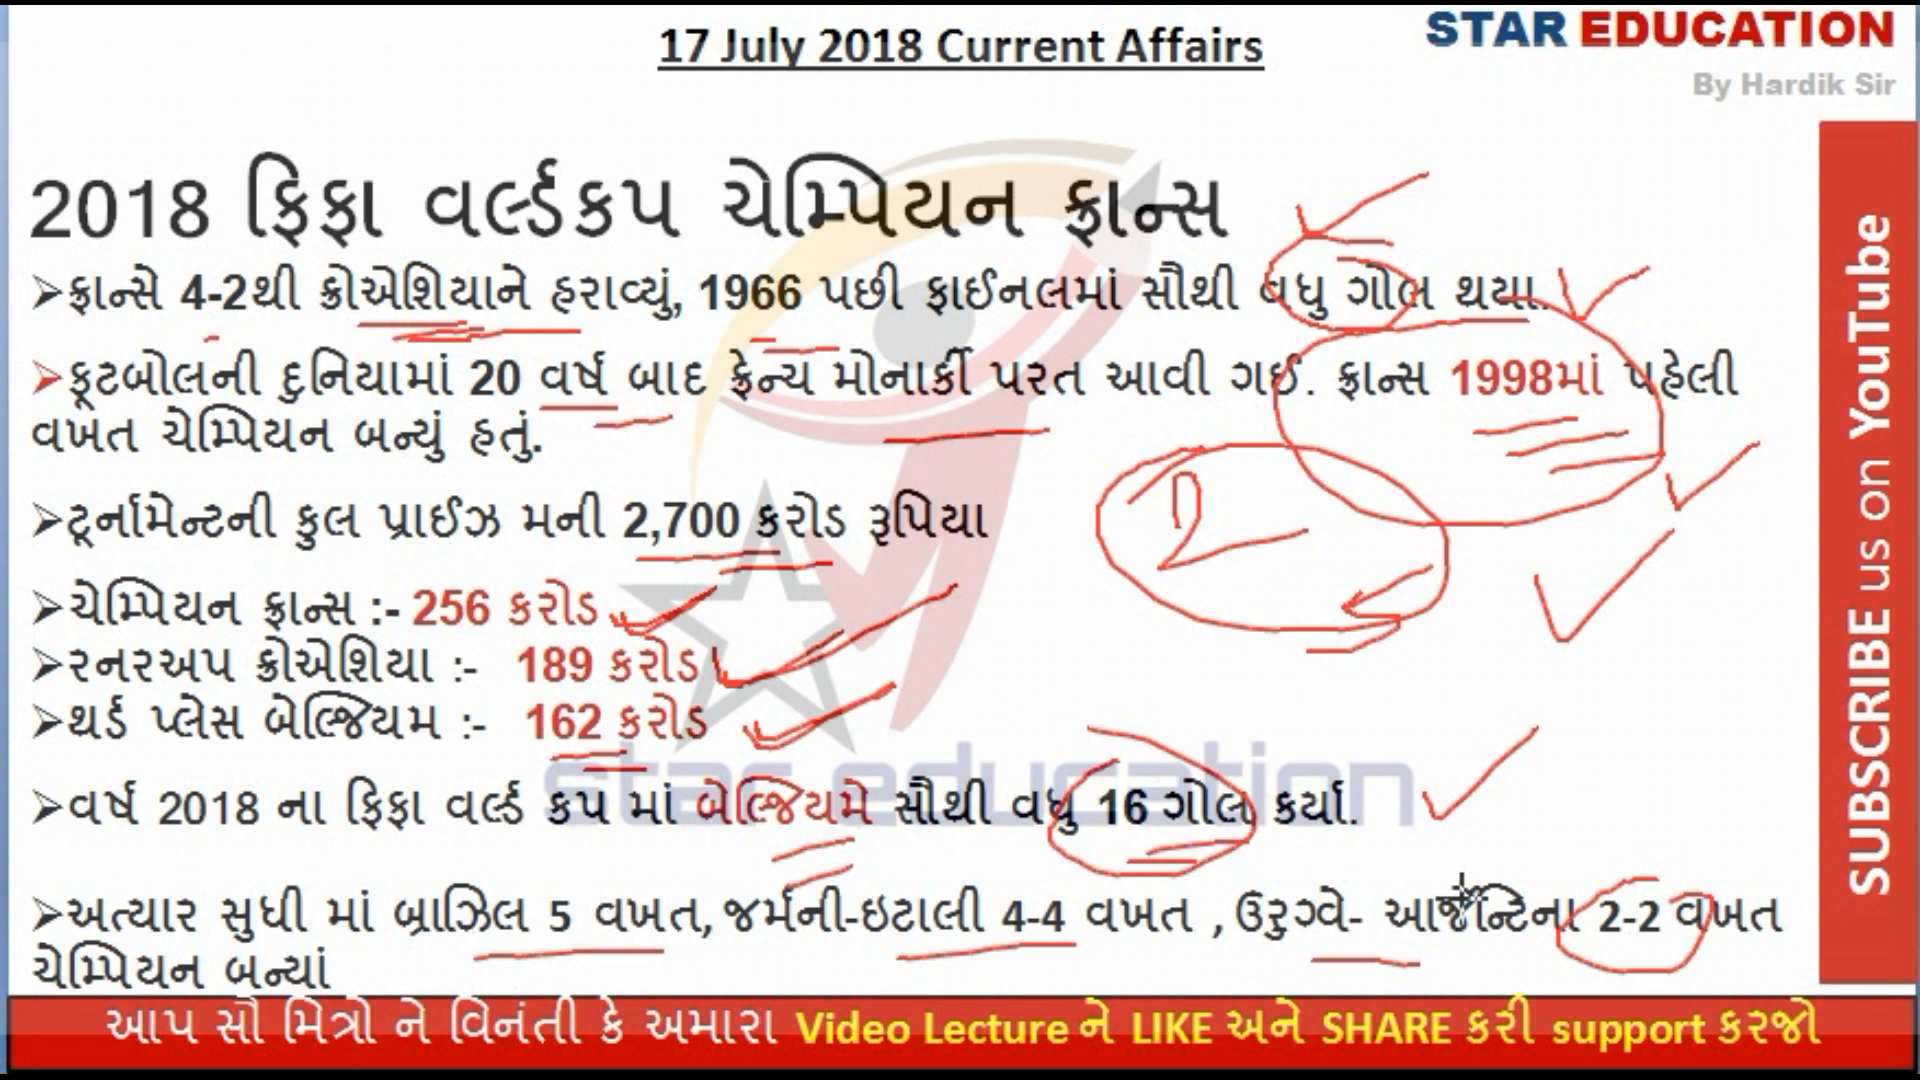 17 July 2018 Current Affairs
STAR EDUCATION
By Hardik Sir
2018 ફિફા વર્લ્ડકપ ચેમ્પિયન ફ્રાન્સ
➢ફ્રાન્સે 4-2થી ક્રોએશિયાને હરાવ્યું, 1966 પછી ફાઈનલમાં સૌથી વધુ ગોલ થયા.
➢ફૂટબોલની દુનિયામાં 20 વર્ષ બાદ ફ્રેન્ચ મોનાર્કી પરત આવી ગઈ. ફ્રાન્સ 1998માં પહેલી
વખત ચેમ્પિયન બન્યું હતું.
➢ટૂર્નામેન્ટની કુલ પ્રાઈઝ મની 2,700 કરોડ રૂપિયા
➢ચેમ્પિયન ફ્રાન્સ :- 256 કરોડ
➢રનરઅપ ક્રોએશિયા :- 189 કરોડ
➢થર્ડ પ્લેસ બેલ્જિયમ :- 162 કરોડ
➢વર્ષ 2018 ના ફિફા વર્લ્ડ કપ માં બેલ્જિયમે સૌથી વધુ 16 ગોલ કર્યા.
➢અત્યાર સુધી માં બ્રાઝિલ 5 વખત, જર્મની-ઇટાલી 4-4 વખત , ઉરુગ્વે- આર્જેન્ટિના 2-2 વખત
ચેમ્પિયન બન્યાં
star education
SUBSCRIBE us on YouTube
આપ સૌ મિત્રો ને વિનંતી કે અમારા Video Lecture ને LIKE અને SHARE કરી support કરજો